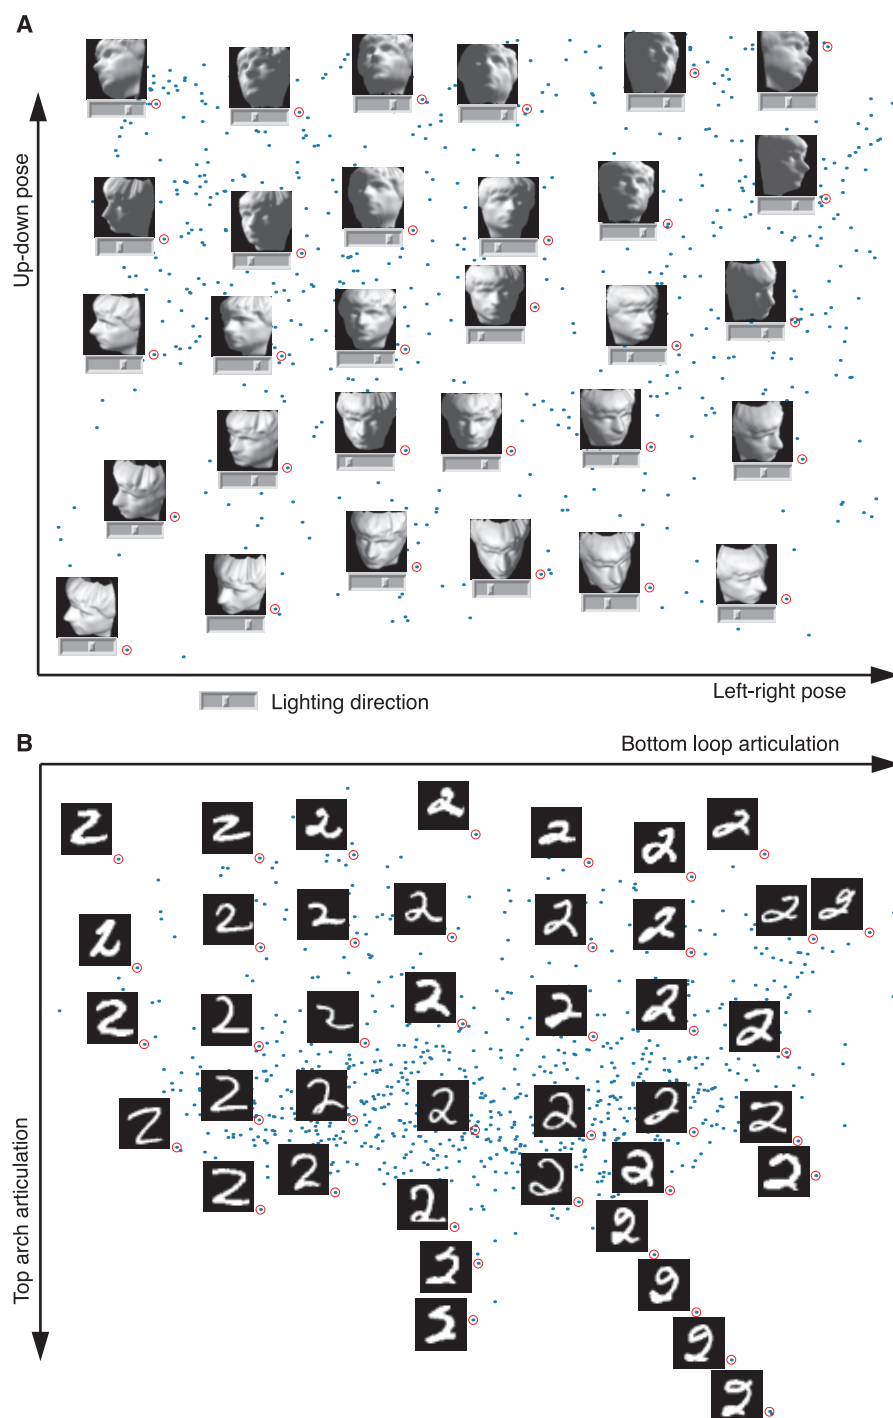 A
Up-down pose
Left-right pose
Lighting direction
B
Bottom loop articulation
Top arch articulation